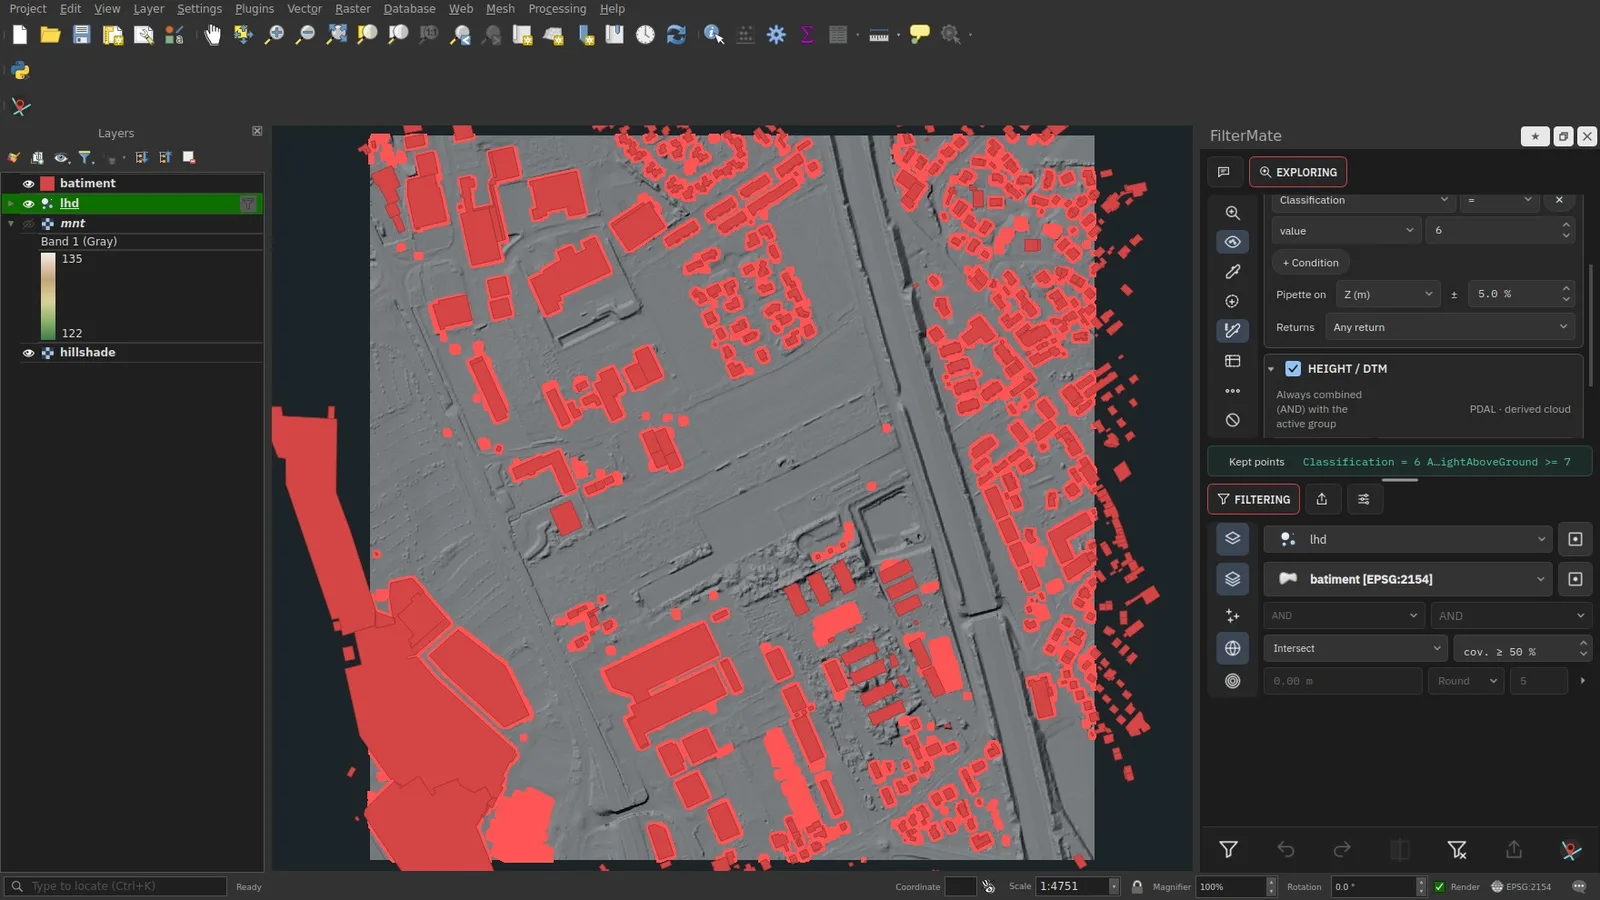 Project Edit View Layer Settings Plugins Vector Raster Database Web Mesh Processing Help
Layers
batiment
lhd
mnt
Band 1 (Gray)
135
122
hillshade
FilterMate
EXPLORING
Classification =
value 6
+ Condition
Pipette on Z (m) ± 5.0 %
Returns Any return
HEIGHT / DTM
Always combined
(AND) with the
active group
PDAL · derived cloud
Kept points Classification = 6 A…ightAboveGround >= 7
FILTERING
lhd
batiment [EPSG:2154]
AND AND
Intersect cov. ≥ 50 %
0.00 m Round 5
Type to locate (Ctrl+K) Ready Coordinate Scale 1:4751 Magnifier 100% Rotation 0.0 ° Render EPSG:2154